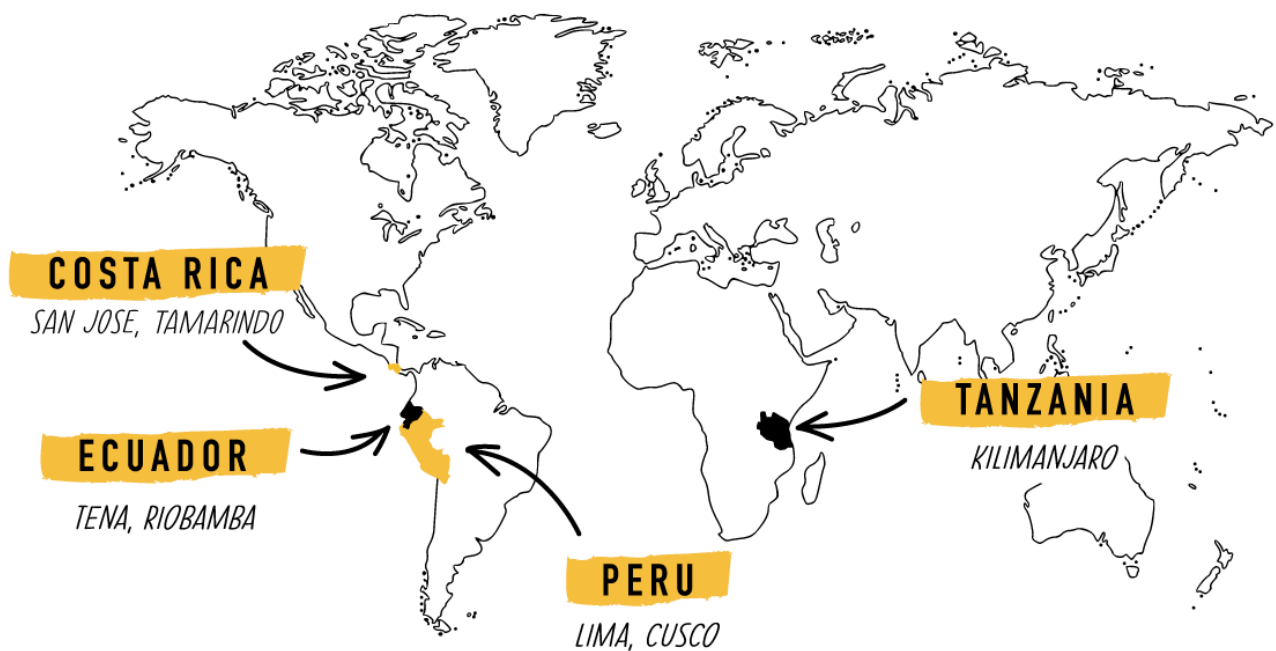 COSTA RICA
SAN JOSE, TAMARINDO
TANZANIA
KILIMANJARO
ECUADOR
TENA, RIOBAMBA
PERU
LIMA, CUSCO